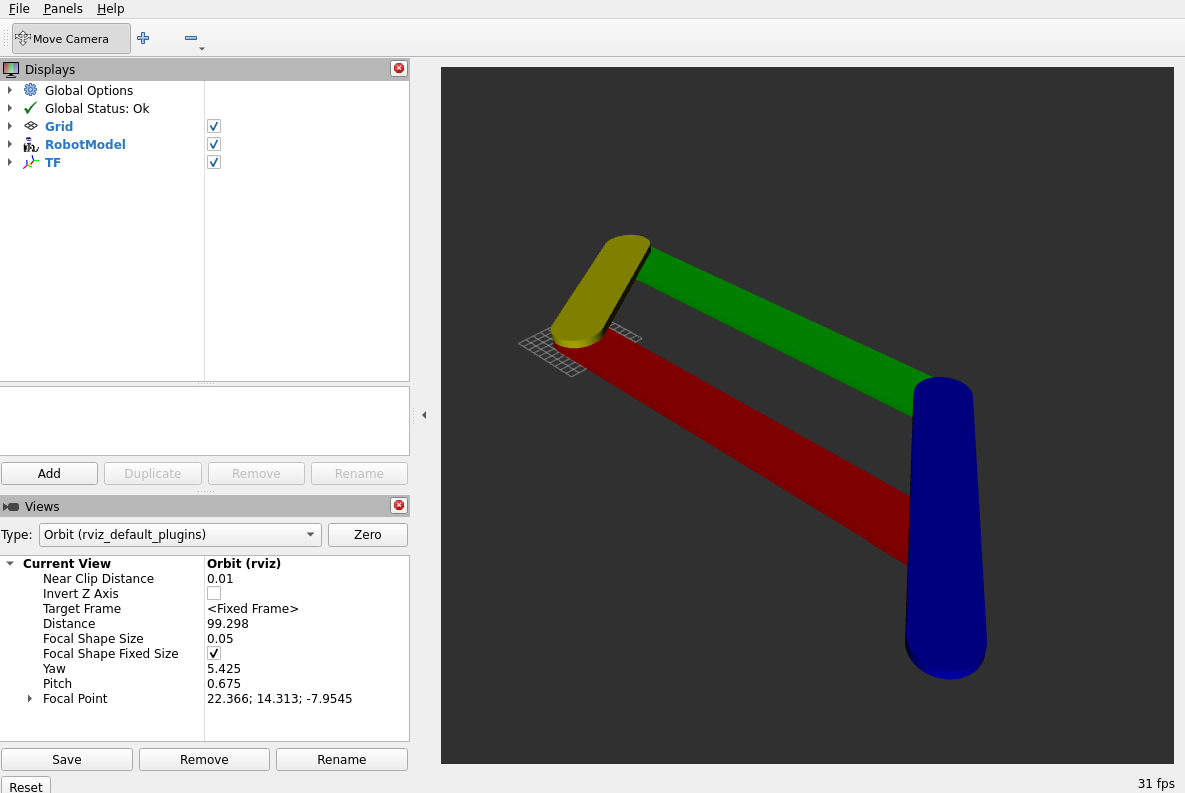 File Panels Help
Move Camera
Displays
Global Options
Global Status: Ok
Grid
RobotModel
TF
Add Duplicate Remove Rename
Views
Type: Orbit (rviz_default_plugins) Zero
Current View Orbit (rviz)
Near Clip Distance 0.01
Invert Z Axis
Target Frame <Fixed Frame>
Distance 99.298
Focal Shape Size 0.05
Focal Shape Fixed Size
Yaw 5.425
Pitch 0.675
Focal Point 22.366; 14.313; -7.9545
Save Remove Rename
Reset 31 fps